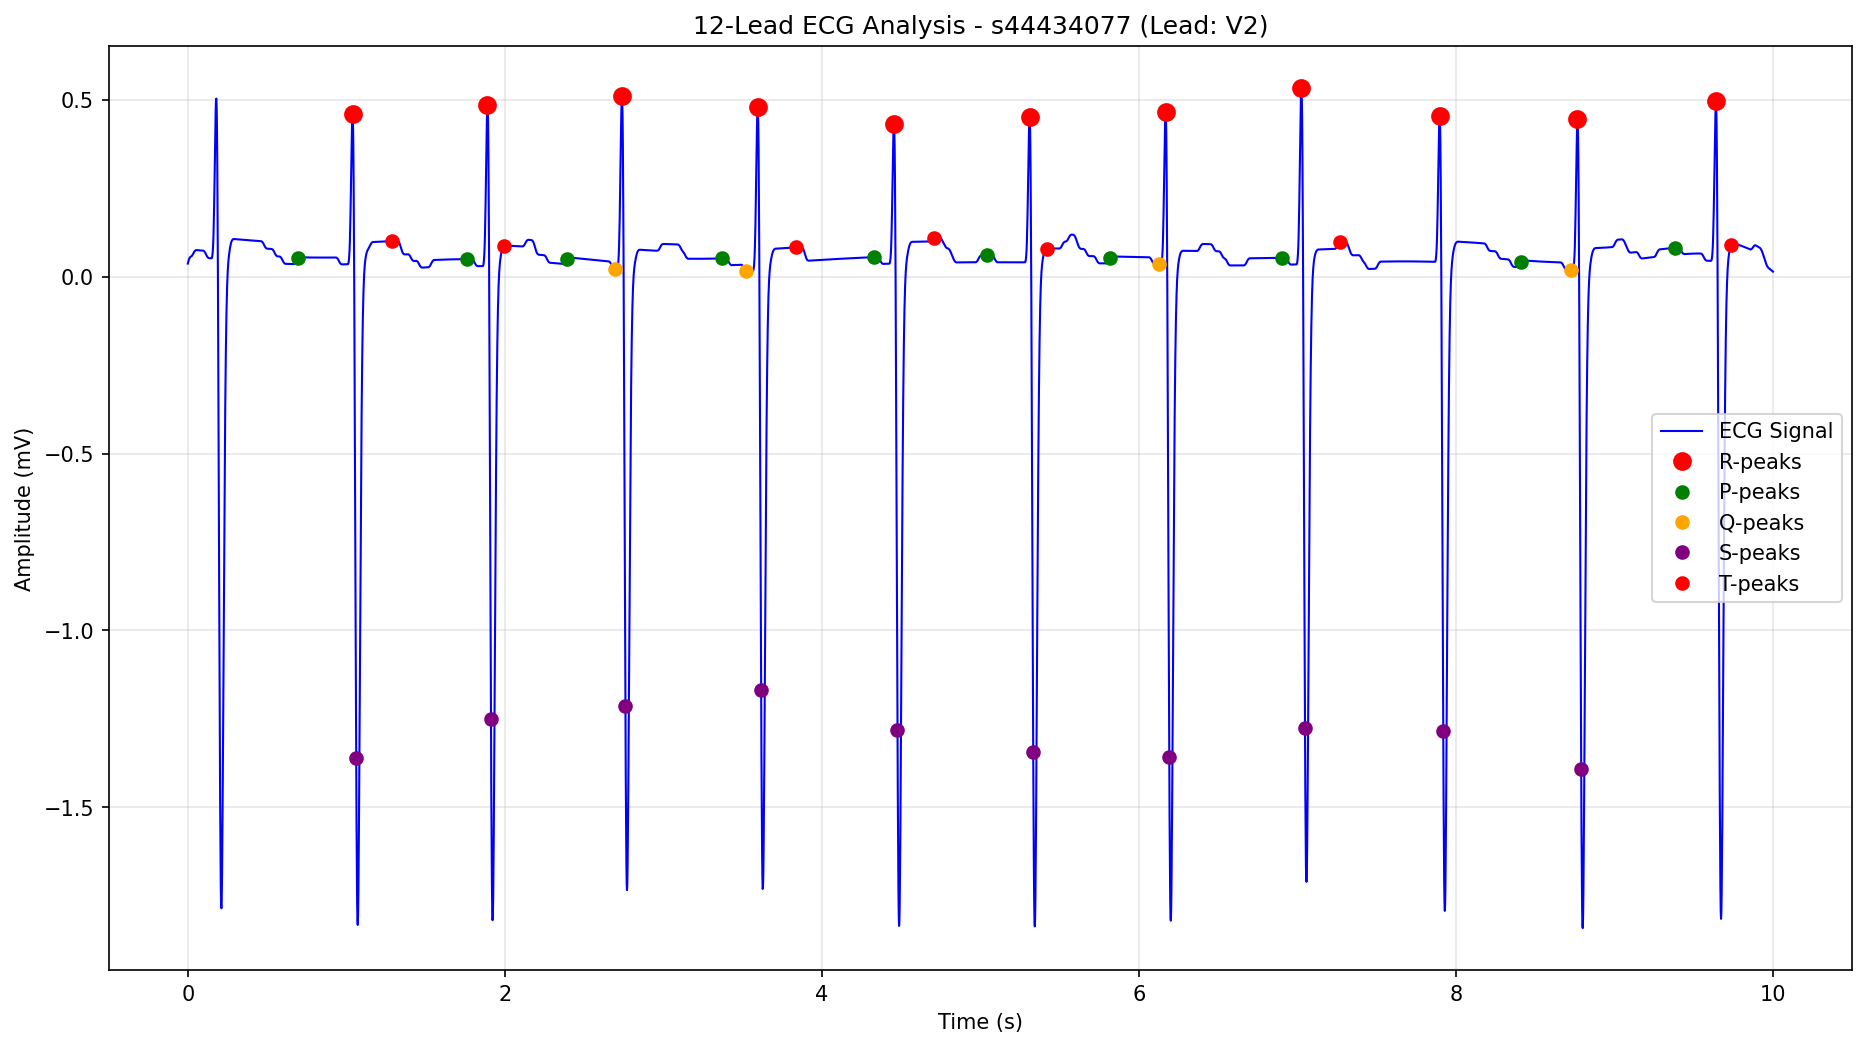 12-Lead ECG Analysis - s44434077 (Lead: V2)
Amplitude (mV)
0.5
0.0
−0.5
−1.0
−1.5
ECG Signal
R-peaks
P-peaks
Q-peaks
S-peaks
T-peaks
0 2 4 6 8 10
Time (s)